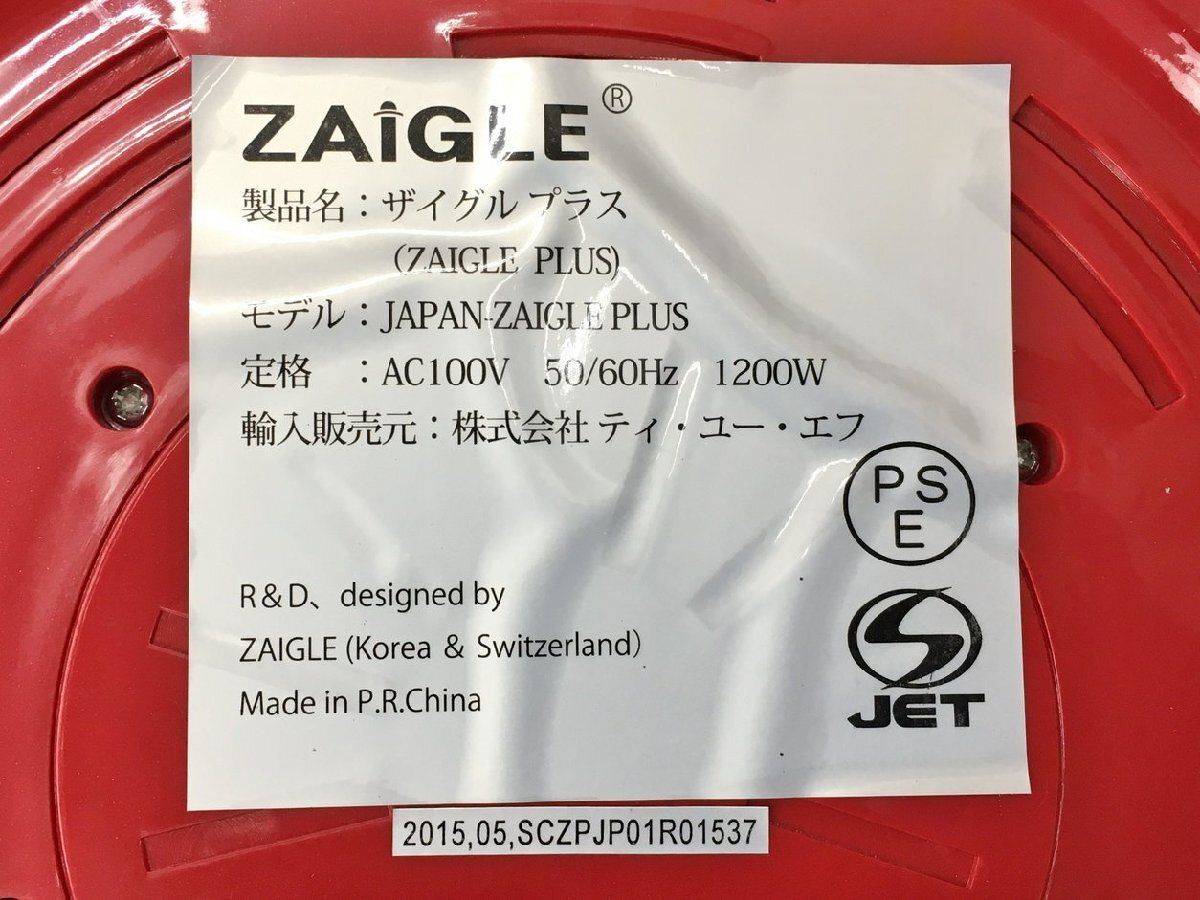 ZAiGLE®
製品名：ザイグル プラス
(ZAIGLE PLUS)
モデル：JAPAN-ZAIGLE PLUS
定格　：AC100V 50/60Hz 1200W
輸入販売元：株式会社 ティ・ユー・エフ
PS
E
R&D、designed by
ZAIGLE (Korea & Switzerland)
JET
Made in P.R.China
2015,05,SCZPJP01R01537